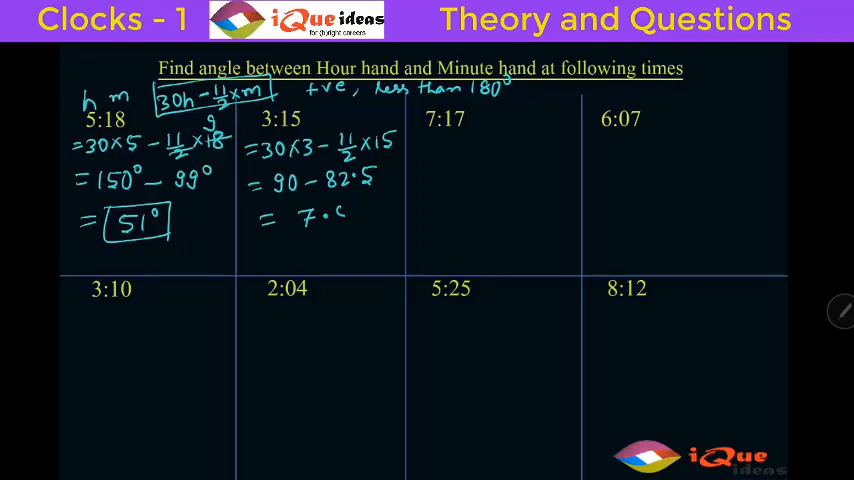 Clocks - 1
iQue ideas
for (b)right careers
Theory and Questions
Find angle between Hour hand and Minute hand at following times
h m
30h - 11/2 × m
+ve, less than 180°
5:18
= 30×5 - 11/2 × 18 9
= 150° - 99°
= 51°
3:15
= 30×3 - 11/2 × 15
= 90 - 82.5
= 7.
7:17
6:07
3:10
2:04
5:25
8:12
iQue
ideas